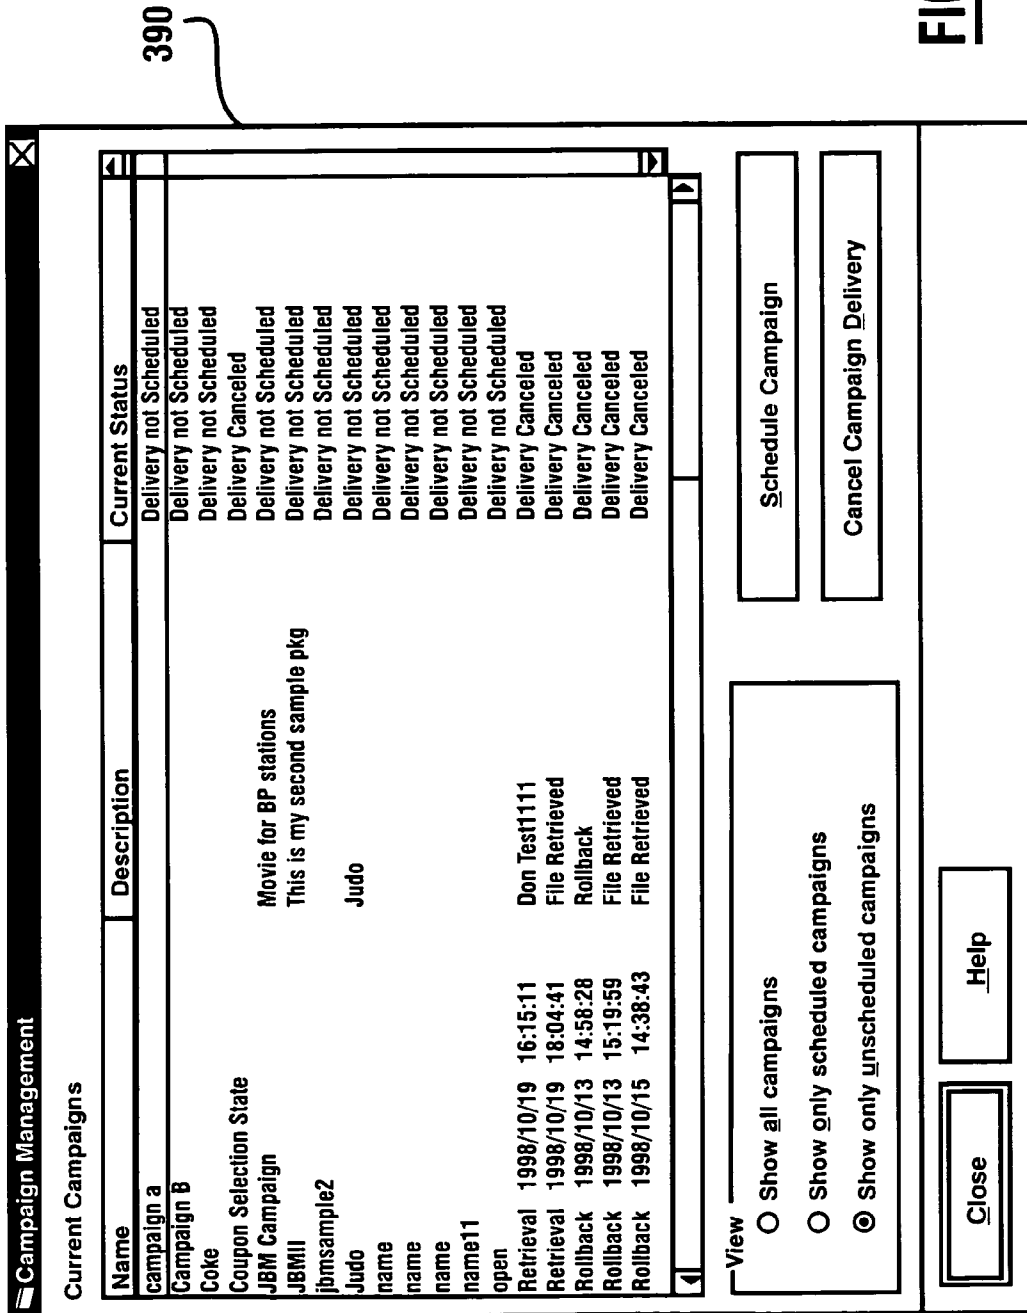 Campaign Management
Current Campaigns
Name Description Current Status
campaign a Delivery not Scheduled
Campaign B Delivery not Scheduled
Coke Delivery not Scheduled
Coupon Selection State Delivery Canceled
JBM Campaign Movie for BP stations Delivery not Scheduled
JBMII This is my second sample pkg Delivery not Scheduled
jbmsample2 Delivery not Scheduled
Judo Judo Delivery not Scheduled
name Delivery not Scheduled
name Delivery not Scheduled
name Delivery not Scheduled
name11 Delivery not Scheduled
open Delivery not Scheduled
Retrieval 1998/10/19 16:15:11 Don Test1111 Delivery Canceled
Retrieval 1998/10/19 18:04:41 File Retrieved Delivery Canceled
Rollback 1998/10/13 14:58:28 Rollback Delivery Canceled
Rollback 1998/10/13 15:19:59 File Retrieved Delivery Canceled
Rollback 1998/10/15 14:38:43 File Retrieved Delivery Canceled
View
Show all campaigns
Show only scheduled campaigns
Show only unscheduled campaigns
Schedule Campaign
Cancel Campaign Delivery
Close Help
390